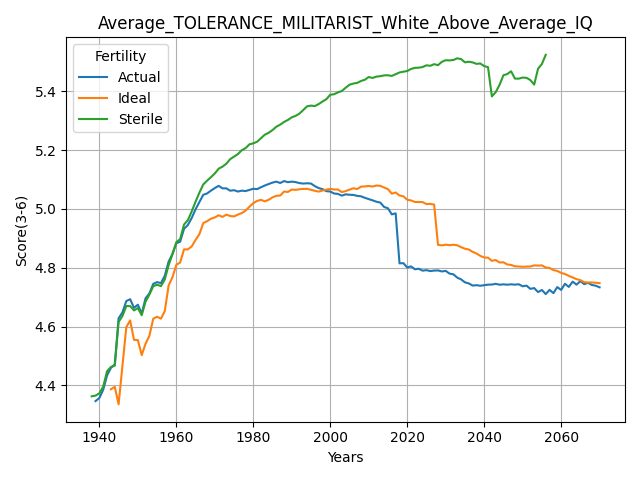 Average_TOLERANCE_MILITARIST_White_Above_Average_IQ
Fertility
Actual
Ideal
Sterile
Score(3-6)
5.4
5.2
5.0
4.8
4.6
4.4
1940 1960 1980 2000 2020 2040 2060
Years